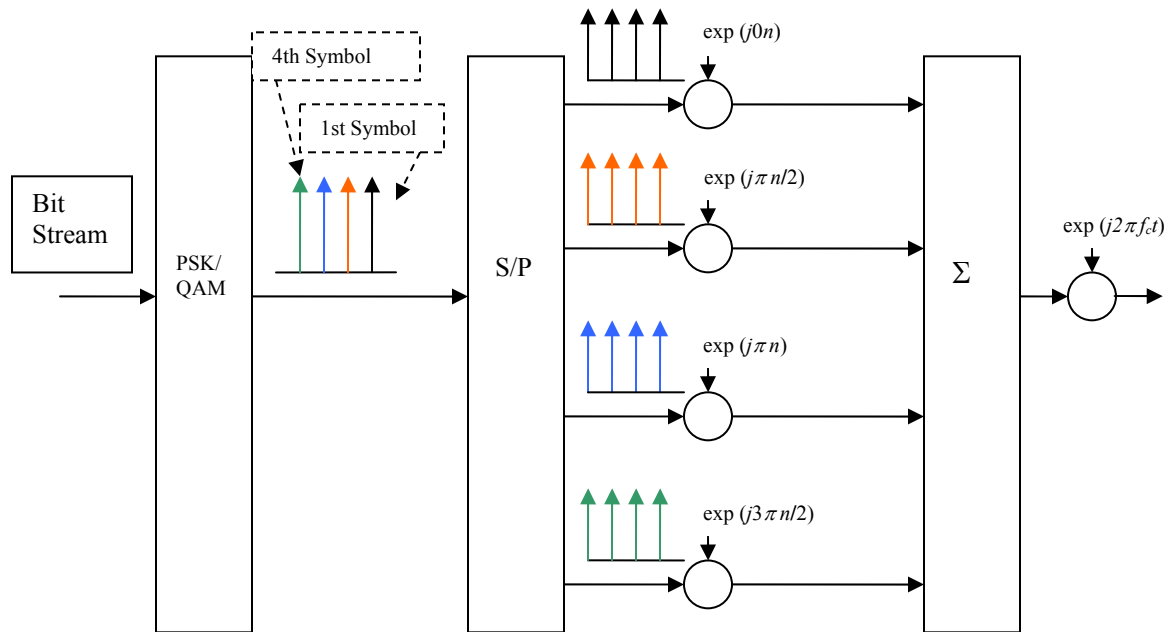 exp (j0n)
4th Symbol
1st Symbol
exp (jπn/2)
Bit
Stream
exp (j2πf_ct)
PSK/
QAM
S/P
Σ
exp (jπn)
exp (j3πn/2)